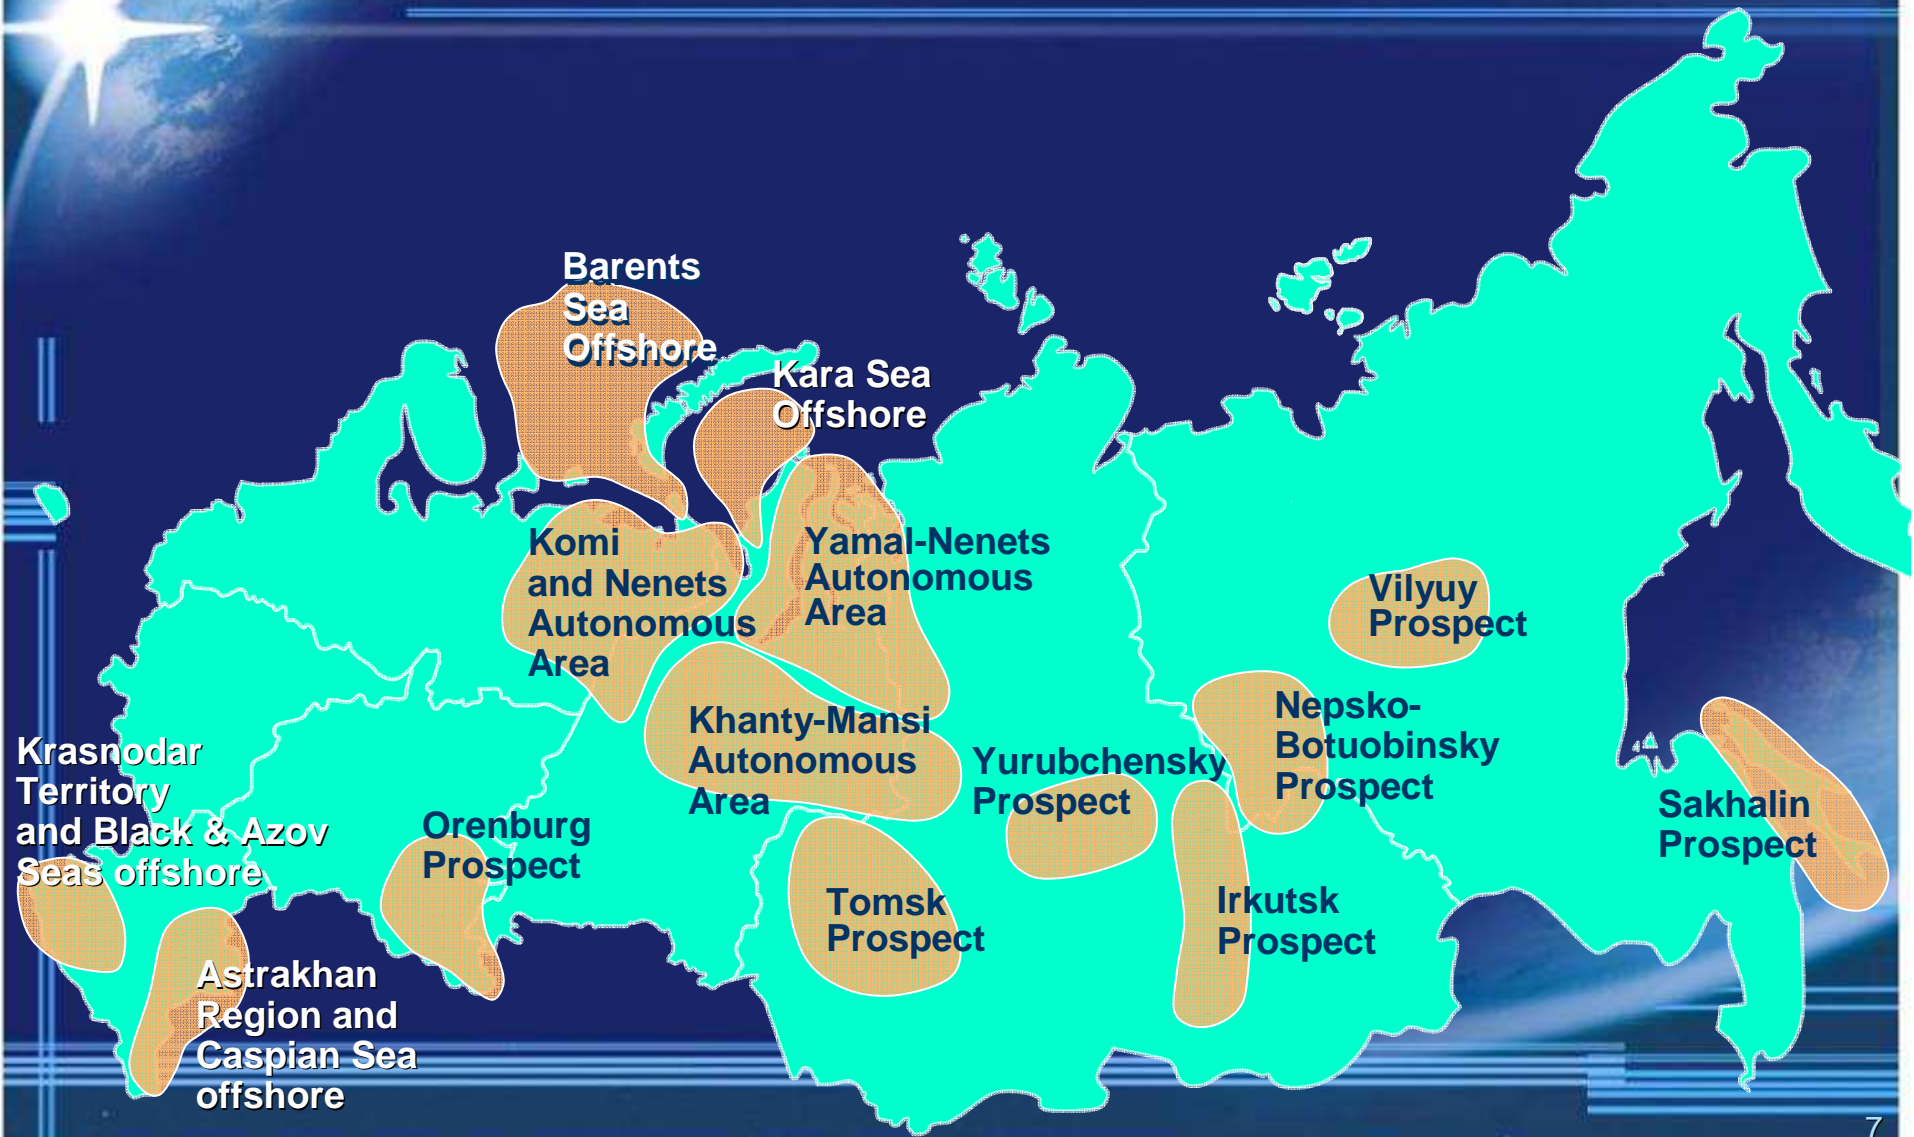 Barents
Sea
Offshore
Kara Sea
Offshore
Komi
and Nenets
Autonomous
Area
Yamal-Nenets
Autonomous
Area
Vilyuy
Prospect
Khanty-Mansi
Autonomous
Area
Nepsko-
Botuobinsky
Prospect
Yurubchensky
Prospect
Krasnodar
Territory
and Black & Azov
Seas offshore
Orenburg
Prospect
Sakhalin
Prospect
Tomsk
Prospect
Irkutsk
Prospect
Astrakhan
Region and
Caspian Sea
offshore
7